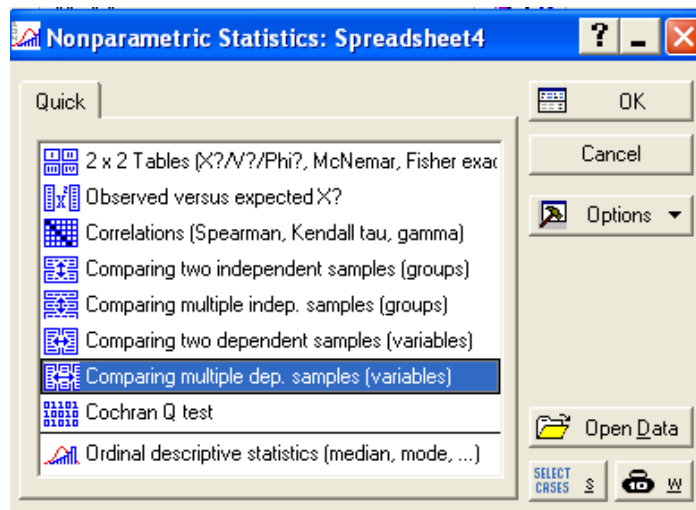 Nonparametric Statistics: Spreadsheet4
Quick
2 x 2 Tables (X?/V?/Phi?, McNemar, Fisher exac
Observed versus expected X?
Correlations (Spearman, Kendall tau, gamma)
Comparing two independent samples (groups)
Comparing multiple indep. samples (groups)
Comparing two dependent samples (variables)
Comparing multiple dep. samples (variables)
Cochran Q test
Ordinal descriptive statistics (median, mode, ...)
OK
Cancel
Options
Open Data
SELECT CASES S
W